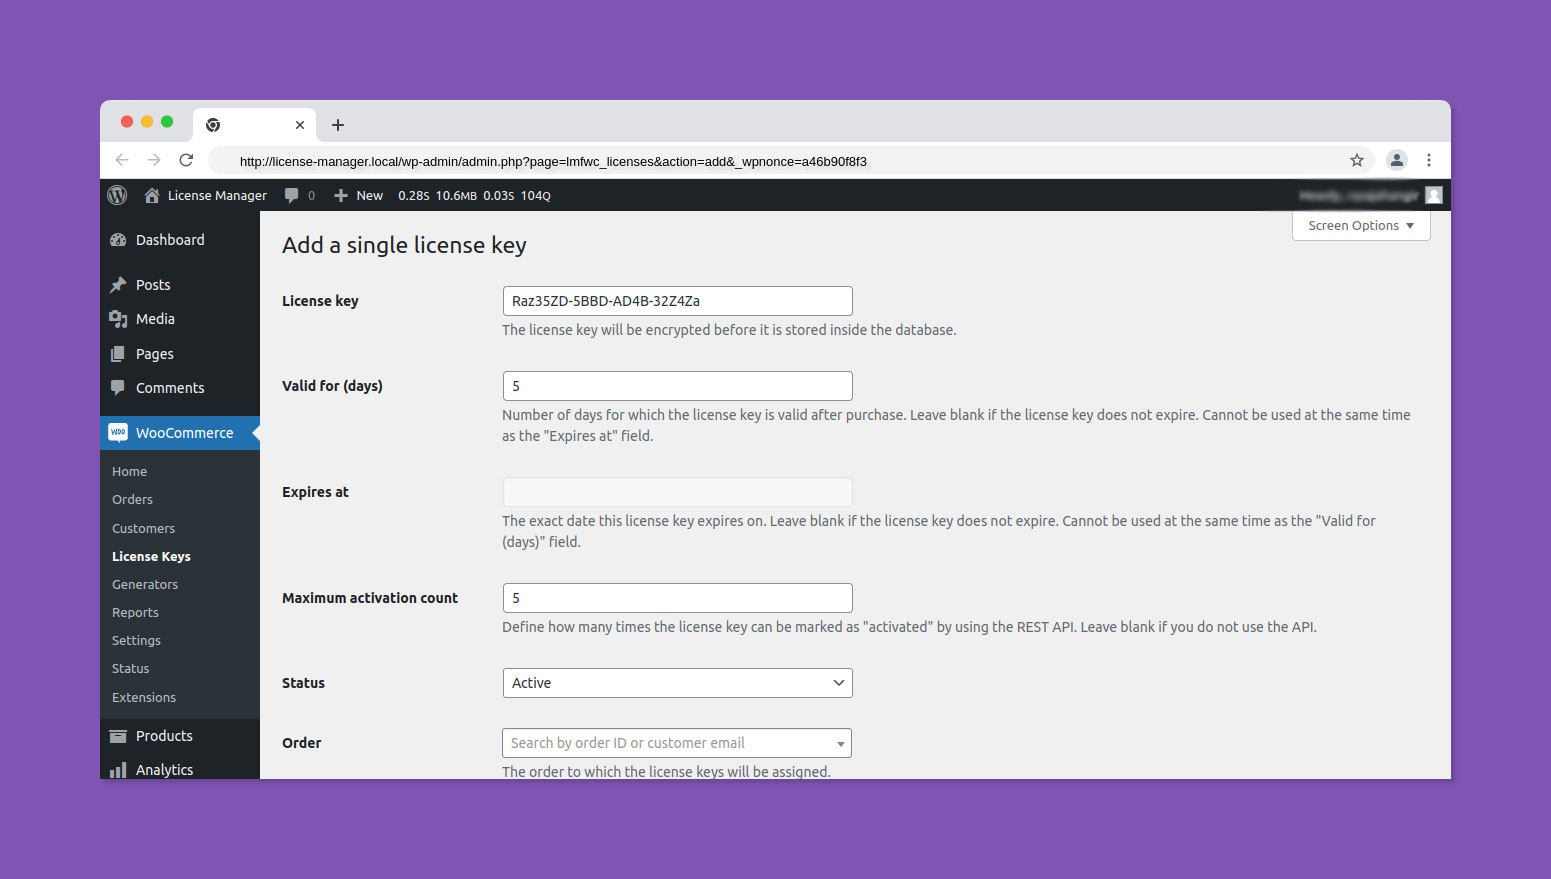 http://license-manager.local/wp-admin/admin.php?page=lmfwc_licenses&action=add&_wpnonce=a46b90f8f3
License Manager 0 New 0.28S 10.6MB 0.03S 104Q
Screen Options
Dashboard
Posts
Media
Pages
Comments
WooCommerce
Home
Orders
Customers
License Keys
Generators
Reports
Settings
Status
Extensions
Products
Analytics
Add a single license key
License key
Raz35ZD-5BBD-AD4B-32Z4Za
The license key will be encrypted before it is stored inside the database.
Valid for (days)
5
Number of days for which the license key is valid after purchase. Leave blank if the license key does not expire. Cannot be used at the same time
as the "Expires at" field.
Expires at
The exact date this license key expires on. Leave blank if the license key does not expire. Cannot be used at the same time as the "Valid for
(days)" field.
Maximum activation count
5
Define how many times the license key can be marked as "activated" by using the REST API. Leave blank if you do not use the API.
Status
Active
Order
Search by order ID or customer email
The order to which the license keys will be assigned.